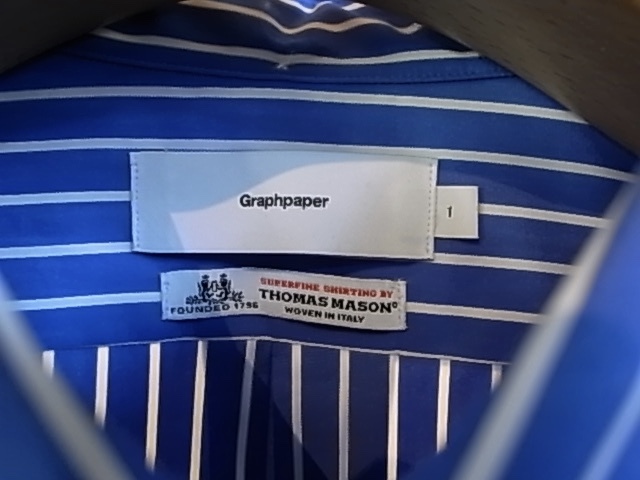 Graphpaper
1
SUPERFINE SHIRTING BY
THOMAS MASON®
WOVEN IN ITALY
FOUNDED 1796